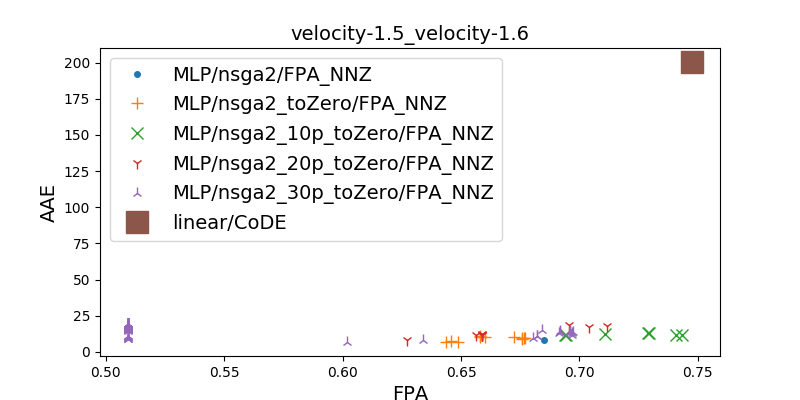 velocity-1.5_velocity-1.6
200
175
150
125
100
75
50
25
0
AAE
MLP/nsga2/FPA_NNZ
MLP/nsga2_toZero/FPA_NNZ
MLP/nsga2_10p_toZero/FPA_NNZ
MLP/nsga2_20p_toZero/FPA_NNZ
MLP/nsga2_30p_toZero/FPA_NNZ
linear/CoDE
0.50 0.55 0.60 0.65 0.70 0.75
FPA